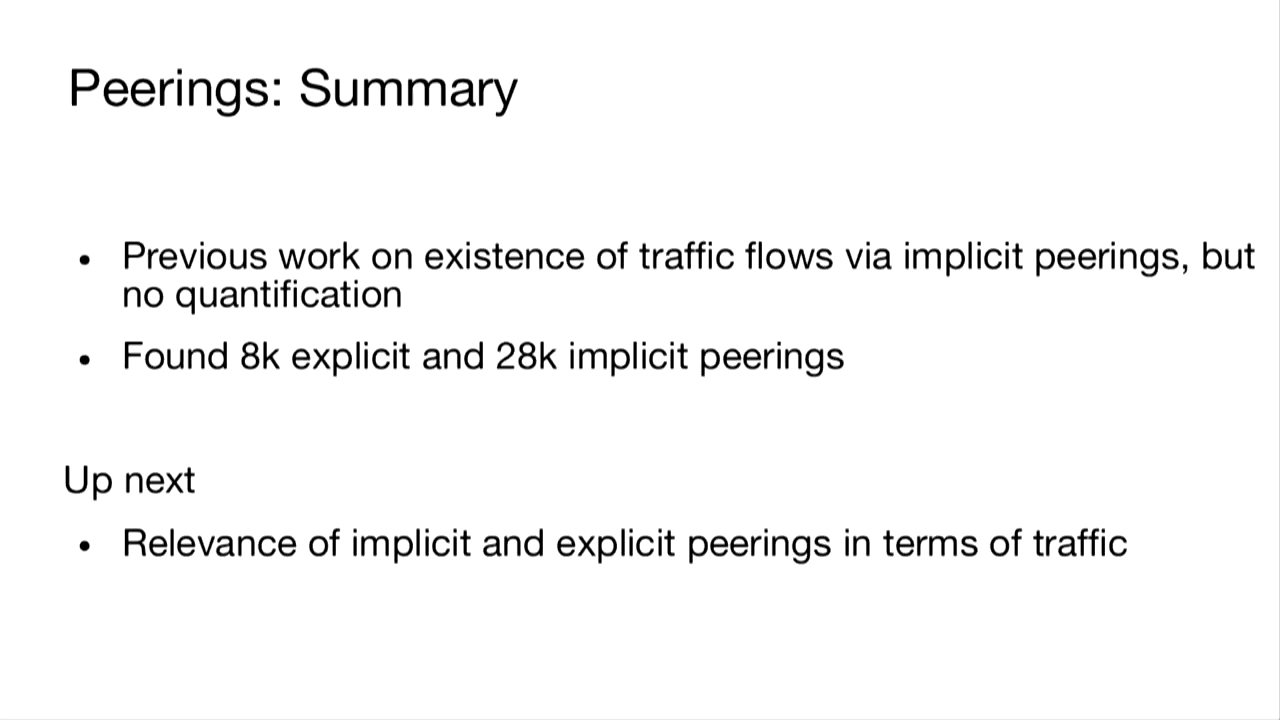 Peerings: Summary
• Previous work on existence of traffic flows via implicit peerings, but
no quantification
• Found 8k explicit and 28k implicit peerings
Up next
• Relevance of implicit and explicit peerings in terms of traffic